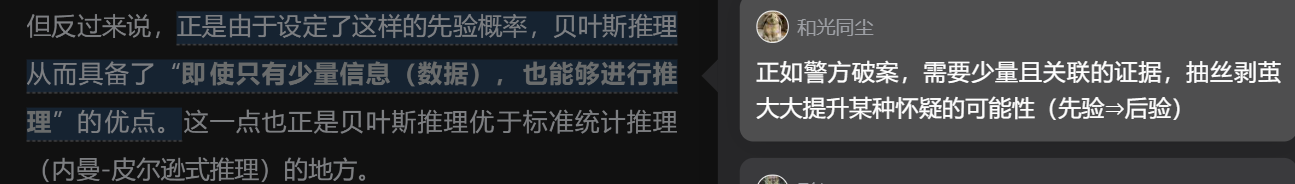 但反过来说，正是由于设定了这样的先验概率，贝叶斯推理
从而具备了“即使只有少量信息（数据），也能够进行推
理”的优点。这一点也正是贝叶斯推理优于标准统计推理
（内曼-皮尔逊式推理）的地方。
和光同尘
正如警方破案，需要少量且关联的证据，抽丝剥茧
大大提升某种怀疑的可能性（先验⇒后验）